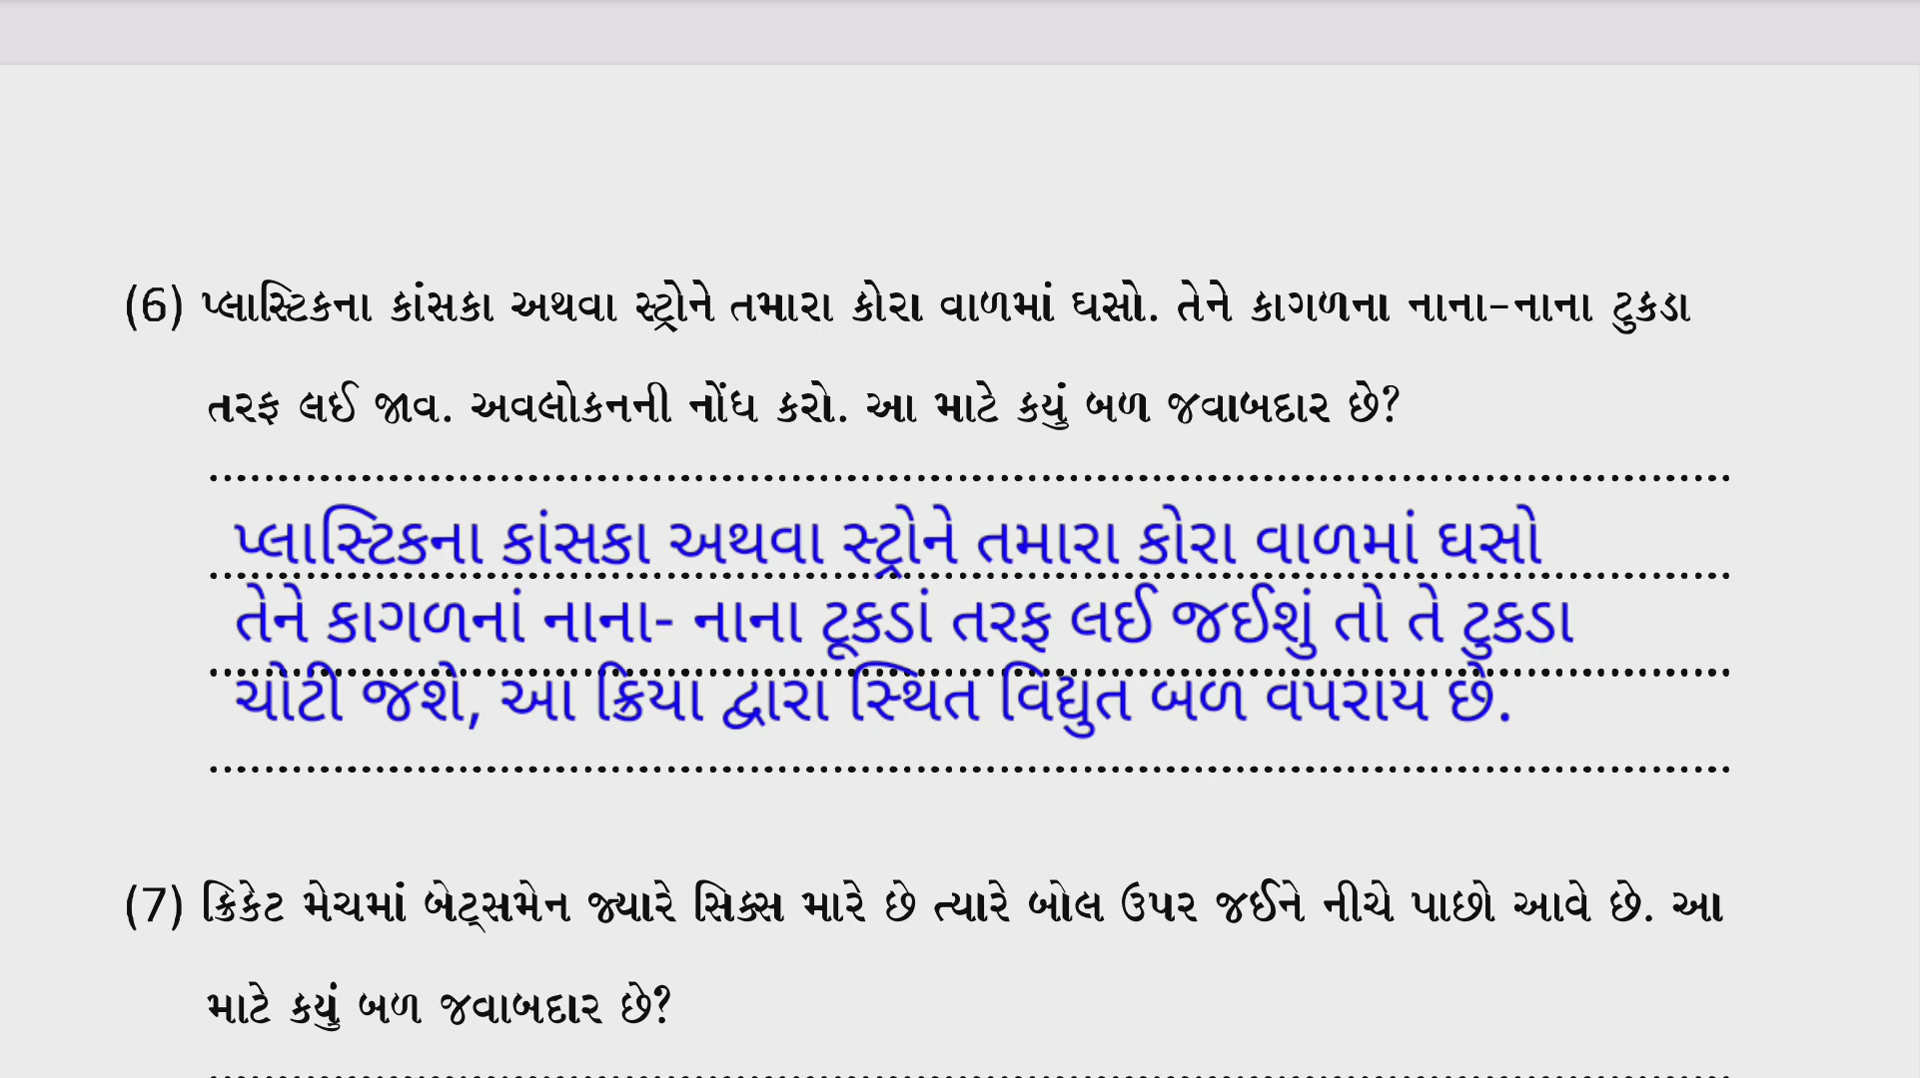 (6) પ્લાસ્ટિકના કાંસકા અથવા સ્ટ્રોને તમારા કોરા વાળમાં ઘસો. તેને કાગળના નાના-નાના ટુકડા
તરફ લઈ જાવ. અવલોકનની નોંધ કરો. આ માટે કયું બળ જવાબદાર છે?
પ્લાસ્ટિકના કાંસકા અથવા સ્ટ્રોને તમારા કોરા વાળમાં ઘસો
તેને કાગળનાં નાના- નાના ટૂકડાં તરફ લઈ જઈશું તો તે ટુકડા
ચોટી જશે, આ ક્રિયા દ્વારા સ્થિત વિદ્યુત બળ વપરાય છે.
(7) ક્રિકેટ મેચમાં બેટ્સમેન જ્યારે સિક્સ મારે છે ત્યારે બોલ ઉપર જઈને નીચે પાછો આવે છે. આ
માટે કયું બળ જવાબદાર છે?